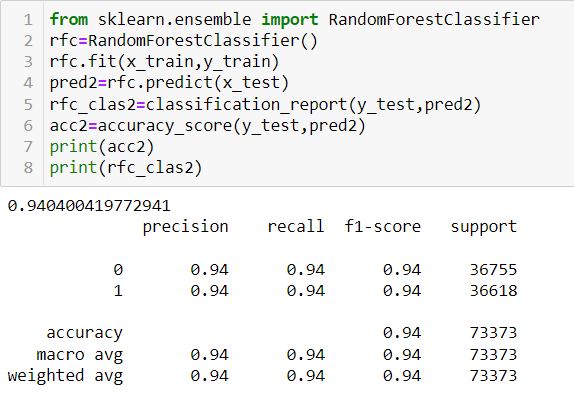 1 from sklearn.ensemble import RandomForestClassifier
2 rfc=RandomForestClassifier()
3 rfc.fit(x_train,y_train)
4 pred2=rfc.predict(x_test)
5 rfc_clas2=classification_report(y_test,pred2)
6 acc2=accuracy_score(y_test,pred2)
7 print(acc2)
8 print(rfc_clas2)
0.940400419772941
precision recall f1-score support
0 0.94 0.94 0.94 36755
1 0.94 0.94 0.94 36618
accuracy 0.94 73373
macro avg 0.94 0.94 0.94 73373
weighted avg 0.94 0.94 0.94 73373